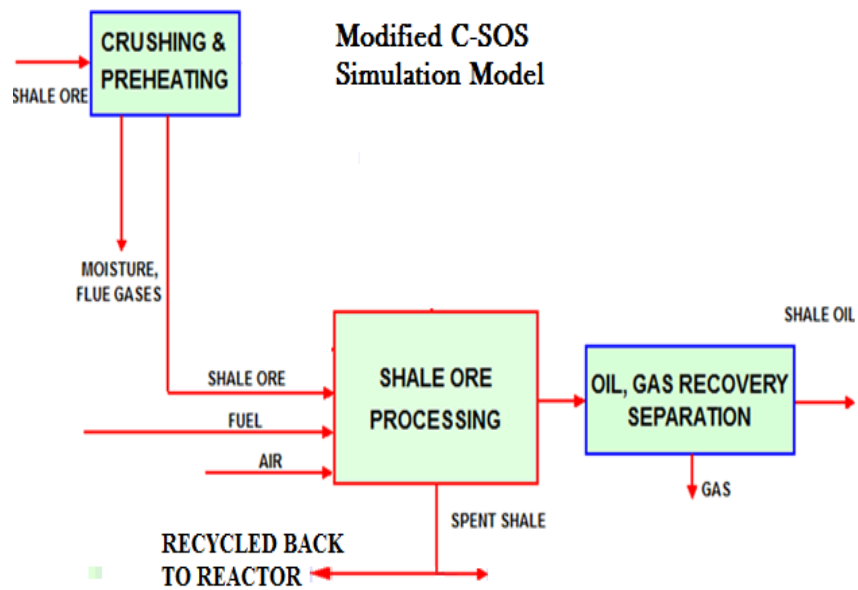 CRUSHING &
PREHEATING
Modified C-SOS
Simulation Model
SHALE ORE
MOISTURE,
FLUE GASES
SHALE ORE
FUEL
AIR
SHALE ORE
PROCESSING
SHALE OIL
OIL, GAS RECOVERY
SEPARATION
GAS
SPENT SHALE
RECYCLED BACK
TO REACTOR